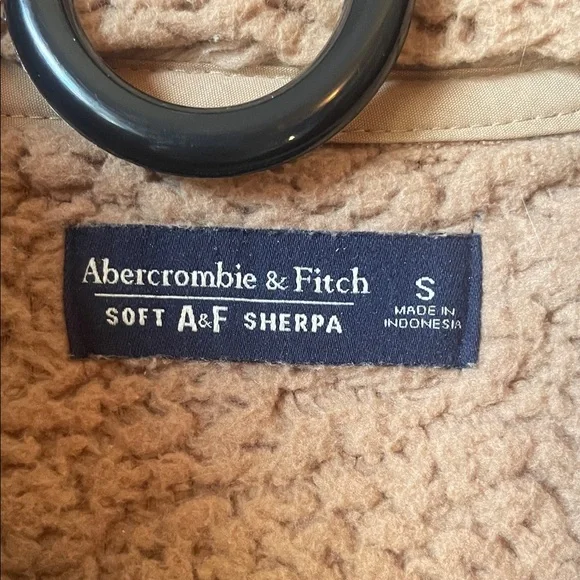 Abercrombie & Fitch
SOFT A&F SHERPA
S
MADE IN
INDONESIA